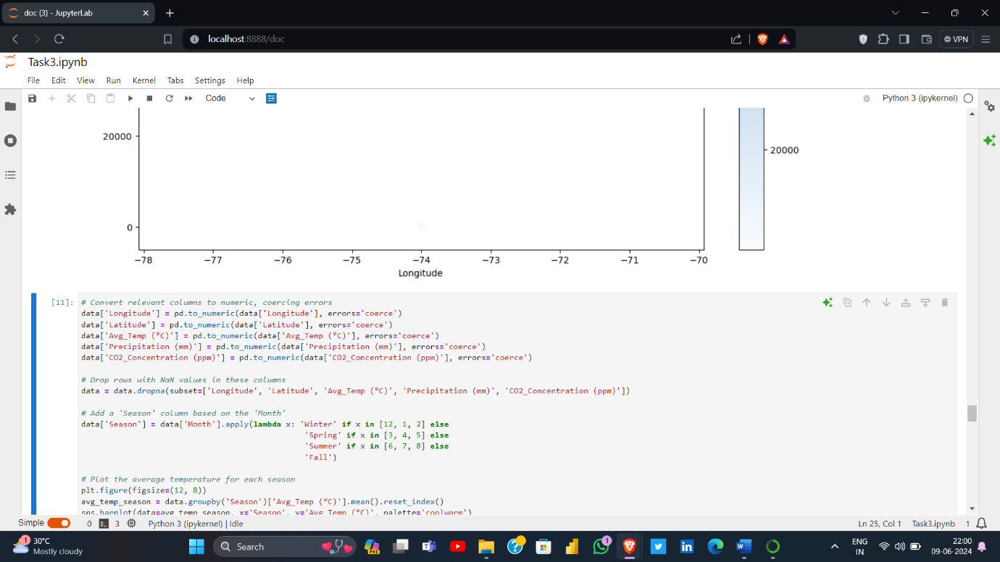 doc (3) - JupyterLab
localhost:8888/doc
VPN
Task3.ipynb
File Edit View Run Kernel Tabs Settings Help
Code
Python 3 (ipykernel)
20000
20000
0
−78 −77 −76 −75 −74 −73 −72 −71 −70
Longitude
[11]:
# Convert relevant columns to numeric, coercing errors
data['Longitude'] = pd.to_numeric(data['Longitude'], errors='coerce')
data['Latitude'] = pd.to_numeric(data['Latitude'], errors='coerce')
data['Avg_Temp (°C)'] = pd.to_numeric(data['Avg_Temp (°C)'], errors='coerce')
data['Precipitation (mm)'] = pd.to_numeric(data['Precipitation (mm)'], errors='coerce')
data['CO2_Concentration (ppm)'] = pd.to_numeric(data['CO2_Concentration (ppm)'], errors='coerce')
# Drop rows with NaN values in these columns
data = data.dropna(subset=['Longitude', 'Latitude', 'Avg_Temp (°C)', 'Precipitation (mm)', 'CO2_Concentration (ppm)'])
# Add a 'Season' column based on the 'Month'
data['Season'] = data['Month'].apply(lambda x: 'Winter' if x in [12, 1, 2] else
'Spring' if x in [3, 4, 5] else
'Summer' if x in [6, 7, 8] else
'Fall')
# Plot the average temperature for each season
plt.figure(figsize=(12, 8))
avg_temp_season = data.groupby('Season')['Avg_Temp (°C)'].mean().reset_index()
sns.barplot(data=avg_temp_season, x='Season', y='Avg_Temp (°C)', palette='coolwarm')
Simple 0 3 Python 3 (ipykernel) | Idle
Ln 25, Col 1 Task3.ipynb 1
1
30°C
Mostly cloudy
Search
PRE
1
ENG
IN
22:00
09-06-2024